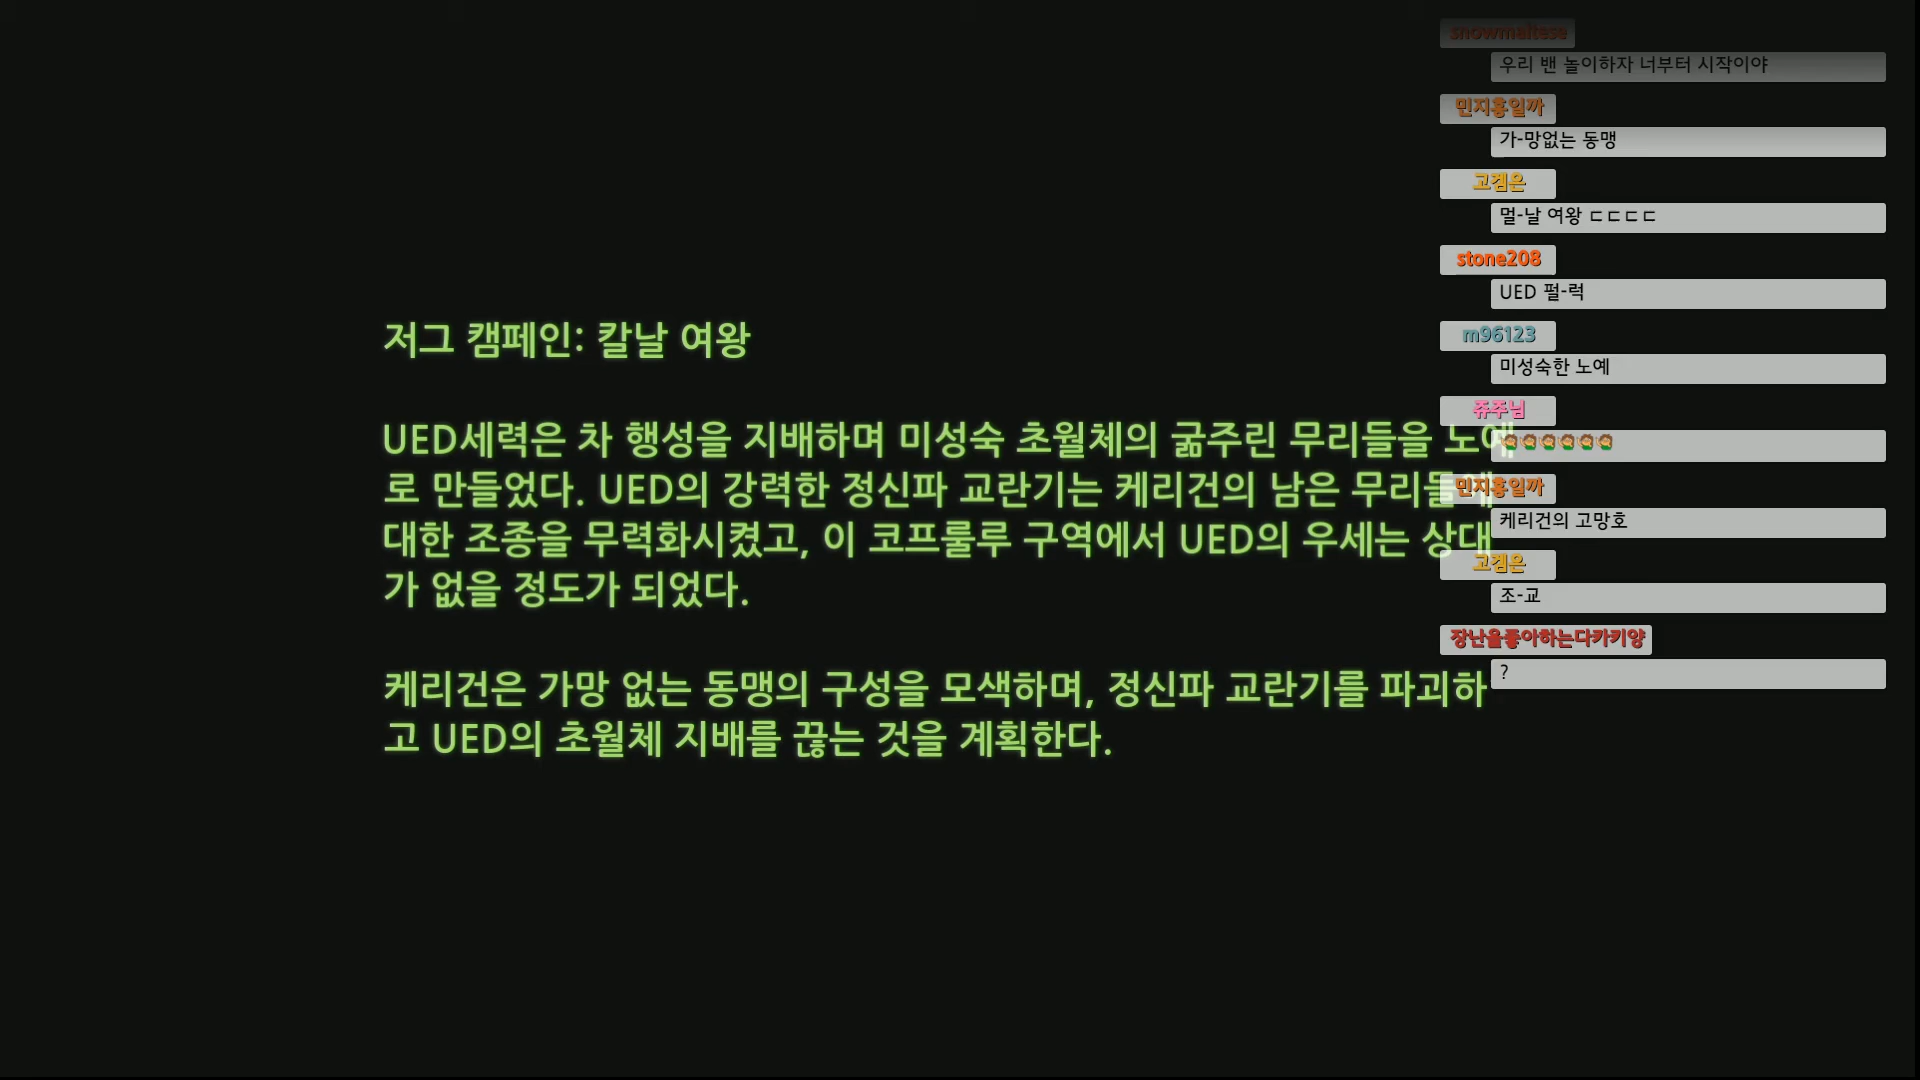 저그 캠페인: 칼날 여왕
UED세력은 차 행성을 지배하며 미성숙 초월체의 굶주린 무리들을 노예
로 만들었다. UED의 강력한 정신파 교란기는 케리건의 남은 무리들에
대한 조종을 무력화시켰고, 이 코프룰루 구역에서 UED의 우세는 상대
가 없을 정도가 되었다.
케리건은 가망 없는 동맹의 구성을 모색하며, 정신파 교란기를 파괴하
고 UED의 초월체 지배를 끊는 것을 계획한다.
snowmaltese
우리 밴 놀이하자 너부터 시작이야
민지흥일까
가-망없는 동맹
고겜은
멀-날 여왕 ㄷㄷㄷㄷ
stone208
UED 펄-럭
m96123
미성숙한 노예
쥬주님
민지흥일까
케리건의 고망호
고겜은
조-교
장난을좋아하는다카키양
?